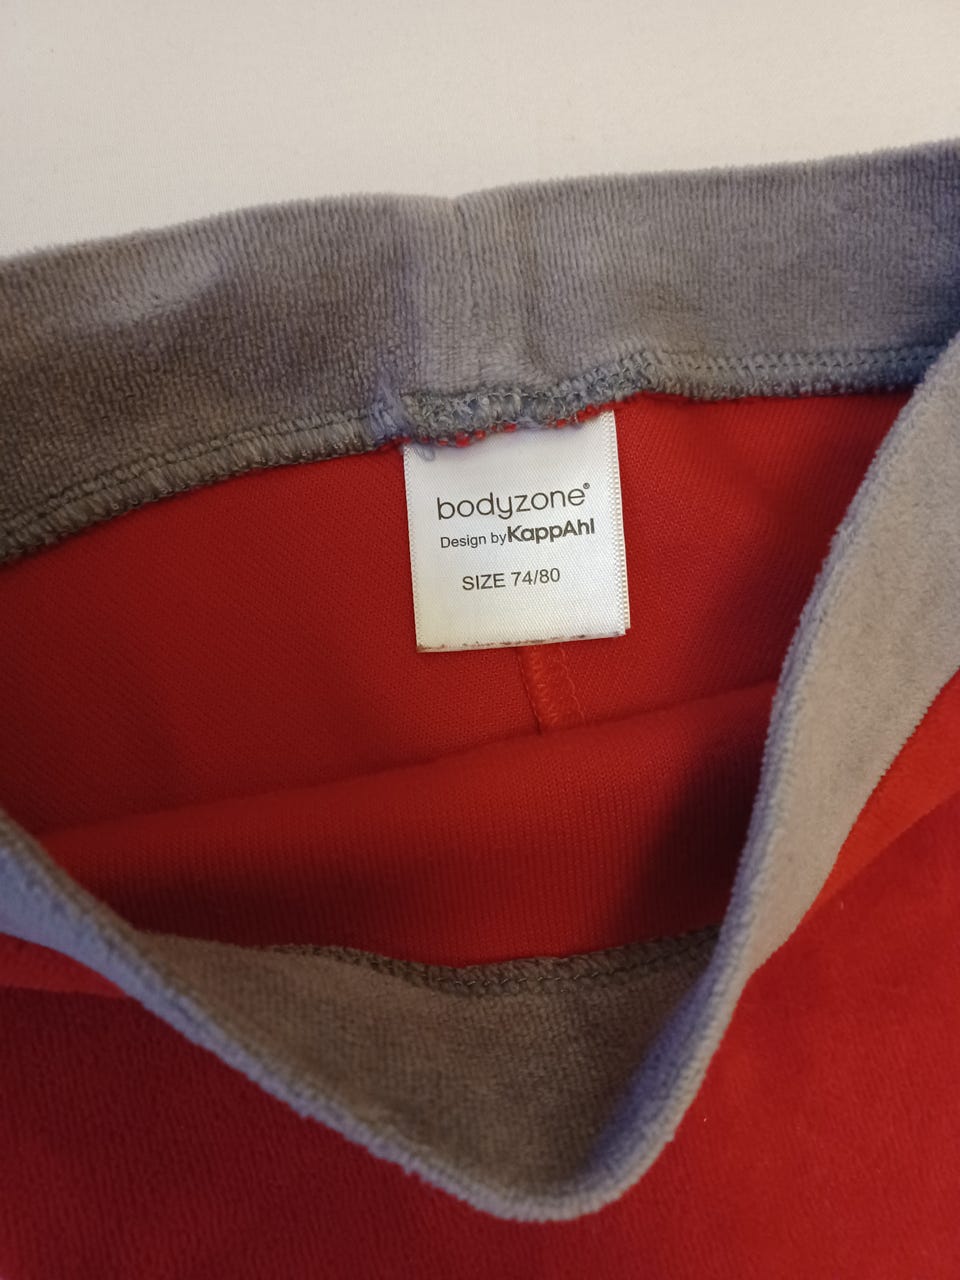 bodyzone®
Design by KappAhl
SIZE 74/80